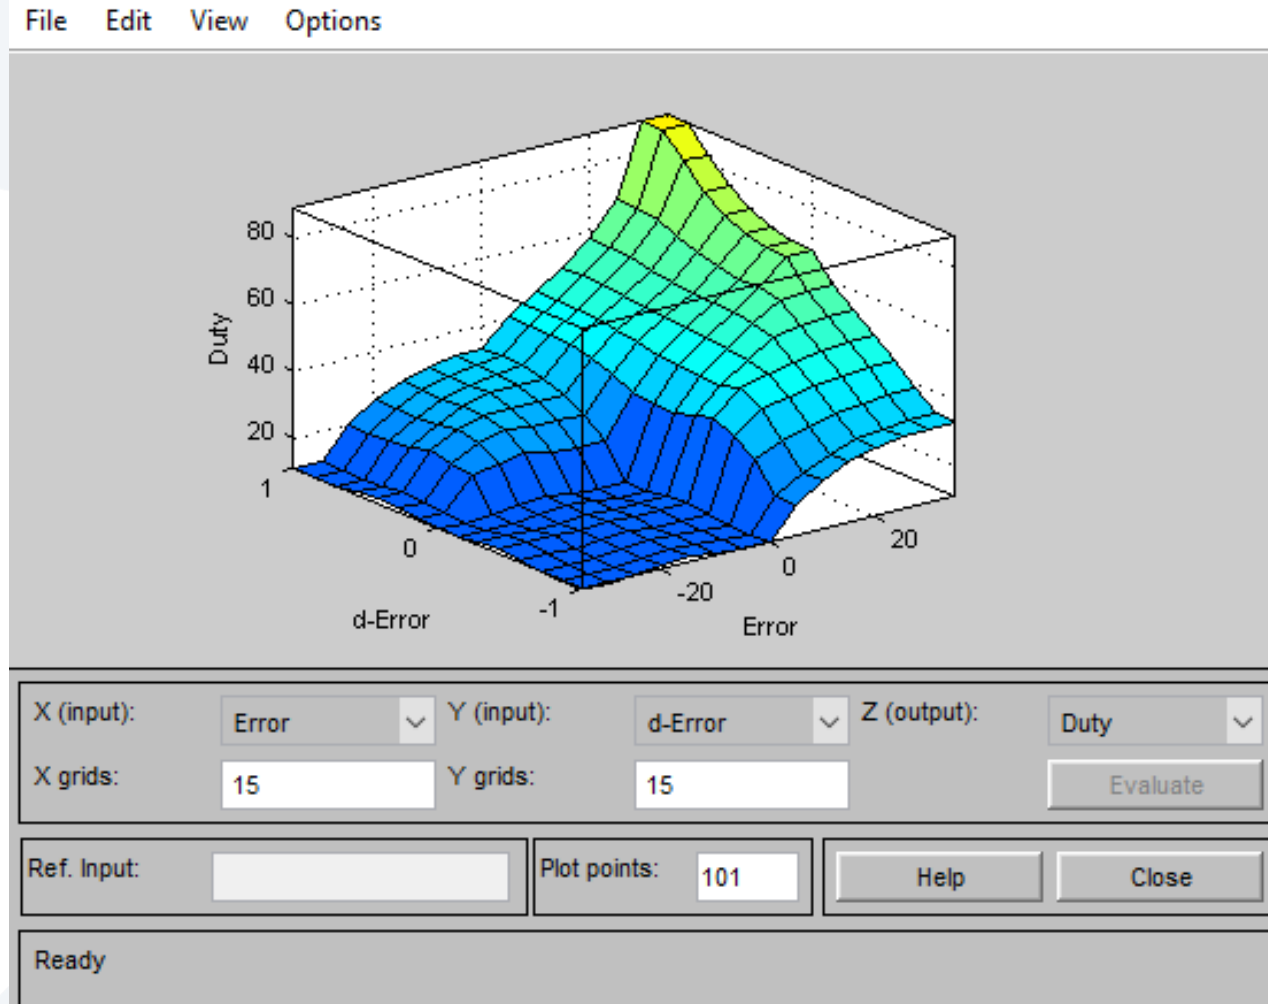 File Edit View Options
80
60
40
20
Duty
1
0
-1
d-Error
-20
0
20
Error
X (input): Error Y (input): d-Error Z (output): Duty
X grids: 15 Y grids: 15 Evaluate
Ref. Input: Plot points: 101 Help Close
Ready